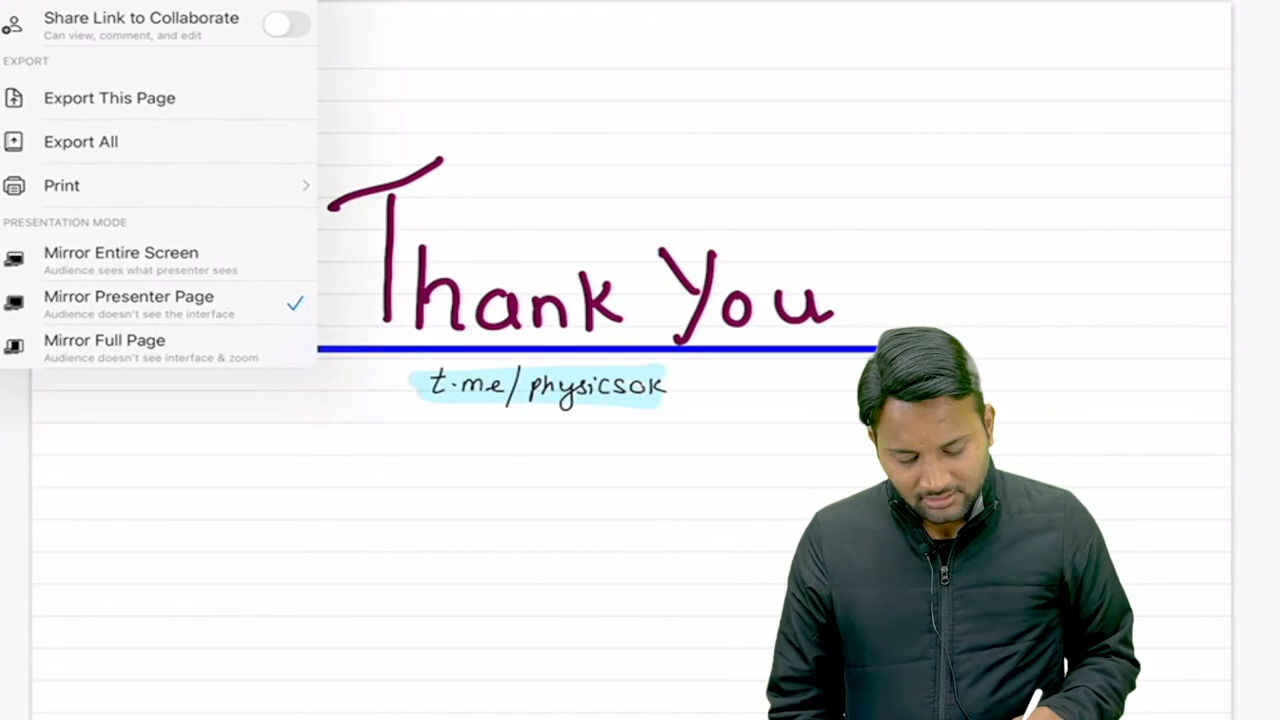 Share Link to Collaborate
Can view, comment, and edit
EXPORT
Export This Page
Export All
Print
PRESENTATION MODE
Mirror Entire Screen
Audience sees what presenter sees
Mirror Presenter Page
Audience doesn't see the interface
Mirror Full Page
Audience doesn't see interface & zoom
Thank You
t.me/physicsok